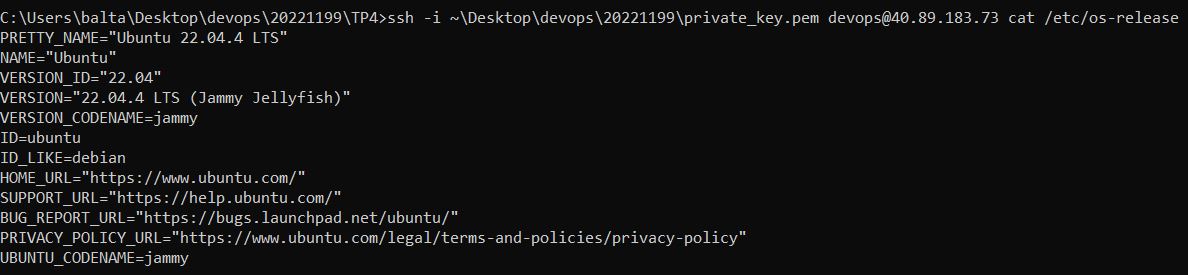 C:\Users\balta\Desktop\devops\20221199\TP4>ssh -i ~\Desktop\devops\20221199\private_key.pem devops@40.89.183.73 cat /etc/os-release
PRETTY_NAME="Ubuntu 22.04.4 LTS"
NAME="Ubuntu"
VERSION_ID="22.04"
VERSION="22.04.4 LTS (Jammy Jellyfish)"
VERSION_CODENAME=jammy
ID=ubuntu
ID_LIKE=debian
HOME_URL="https://www.ubuntu.com/"
SUPPORT_URL="https://help.ubuntu.com/"
BUG_REPORT_URL="https://bugs.launchpad.net/ubuntu/"
PRIVACY_POLICY_URL="https://www.ubuntu.com/legal/terms-and-policies/privacy-policy"
UBUNTU_CODENAME=jammy